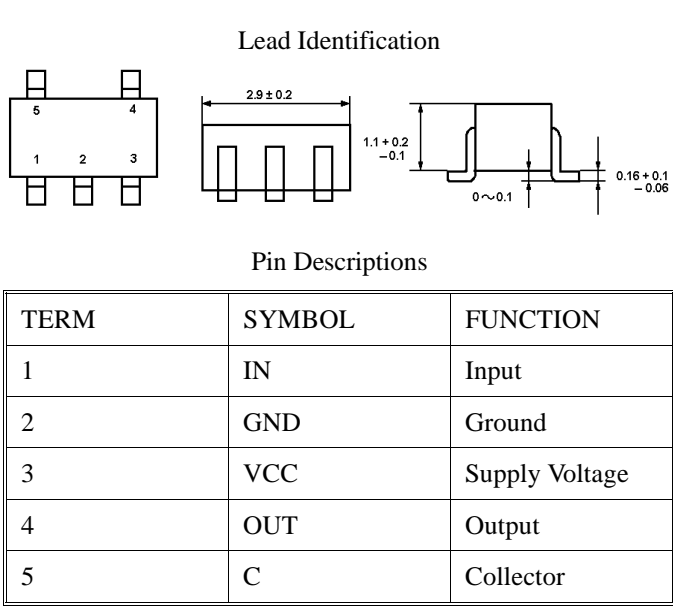 Lead Identification
5 4
1 2 3
2.9 ± 0.2
1.1 + 0.2
– 0.1
0～0.1
0.16 + 0.1
– 0.06
Pin Descriptions
TERM SYMBOL FUNCTION
1 IN Input
2 GND Ground
3 VCC Supply Voltage
4 OUT Output
5 C Collector